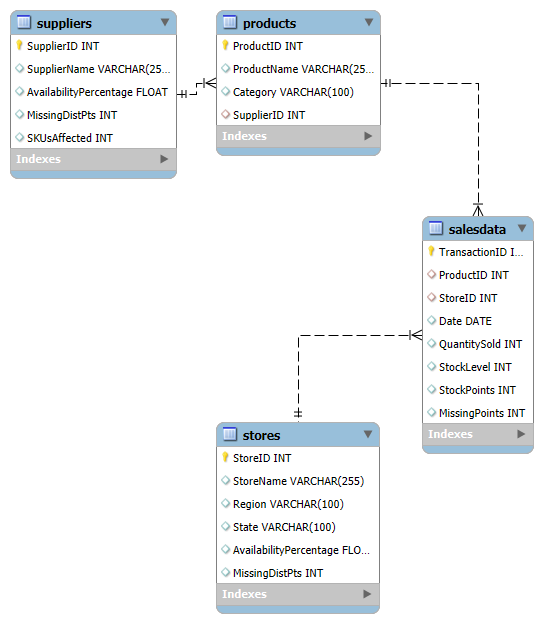 suppliers
SupplierID INT
SupplierName VARCHAR(25...
AvailabilityPercentage FLOAT
MissingDistPts INT
SKUsAffected INT
Indexes
products
ProductID INT
ProductName VARCHAR(25...
Category VARCHAR(100)
SupplierID INT
Indexes
salesdata
TransactionID I...
ProductID INT
StoreID INT
Date DATE
QuantitySold INT
StockLevel INT
StockPoints INT
MissingPoints INT
Indexes
stores
StoreID INT
StoreName VARCHAR(255)
Region VARCHAR(100)
State VARCHAR(100)
AvailabilityPercentage FLO...
MissingDistPts INT
Indexes